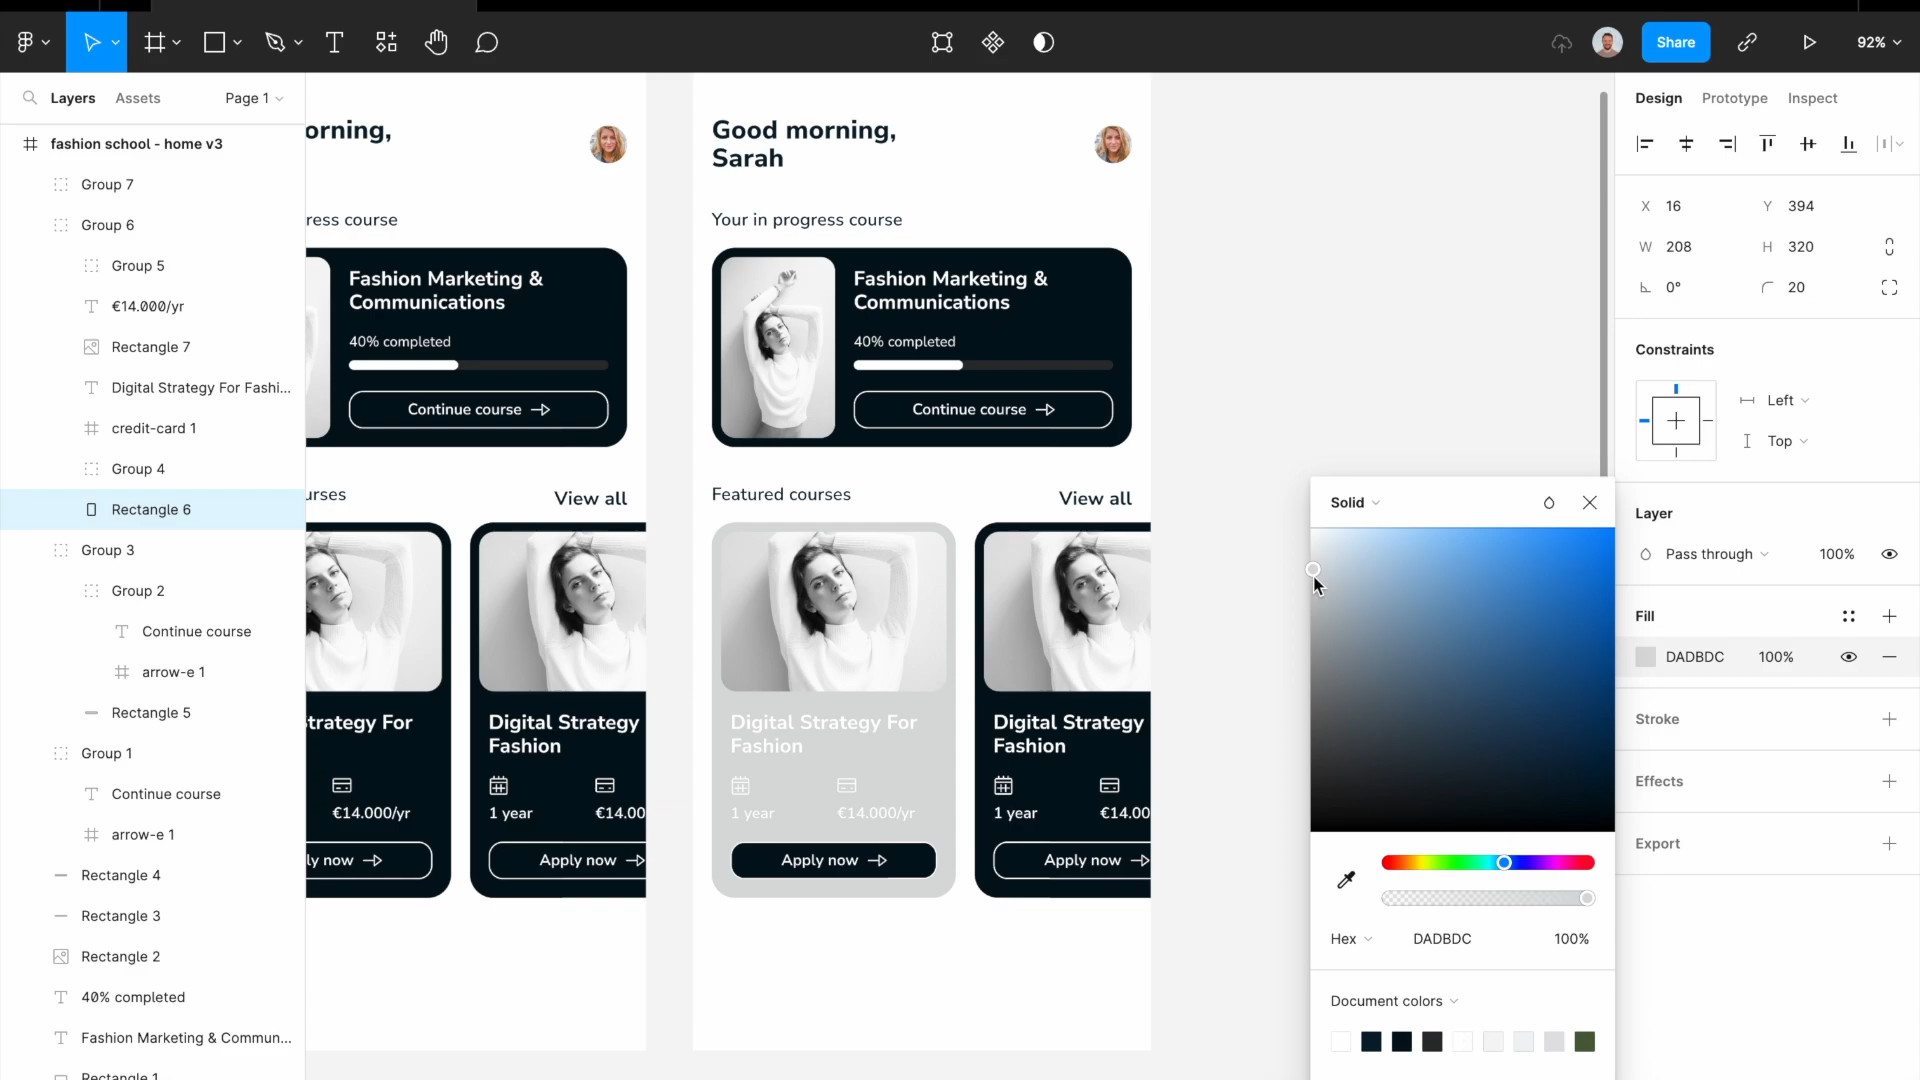 Share
92%
Layers
Assets
Page 1
fashion school - home v3
Group 7
Group 6
Group 5
€14.000/yr
Rectangle 7
Digital Strategy For Fashi...
credit-card 1
Group 4
Rectangle 6
Group 3
Group 2
Continue course
arrow-e 1
Rectangle 5
Group 1
Continue course
arrow-e 1
Rectangle 4
Rectangle 3
Rectangle 2
40% completed
Fashion Marketing & Commun...
Rectangle 1
orning,
ress course
Fashion Marketing &
Communications
40% completed
Continue course
urses
View all
trategy For
€14.000/yr
ly now
Digital Strategy
Fashion
1 year
€14.00
Apply now
Good morning,
Sarah
Your in progress course
Fashion Marketing &
Communications
40% completed
Continue course
Featured courses
View all
Digital Strategy For
Fashion
1 year
€14.000/yr
Apply now
Digital Strategy
Fashion
1 year
€14.00
Apply now
Solid
Hex
DADBDC
100%
Document colors
Design
Prototype
Inspect
X 16
Y 394
W 208
H 320
0°
20
Constraints
Left
Top
Layer
Pass through
100%
Fill
DADBDC
100%
Stroke
Effects
Export